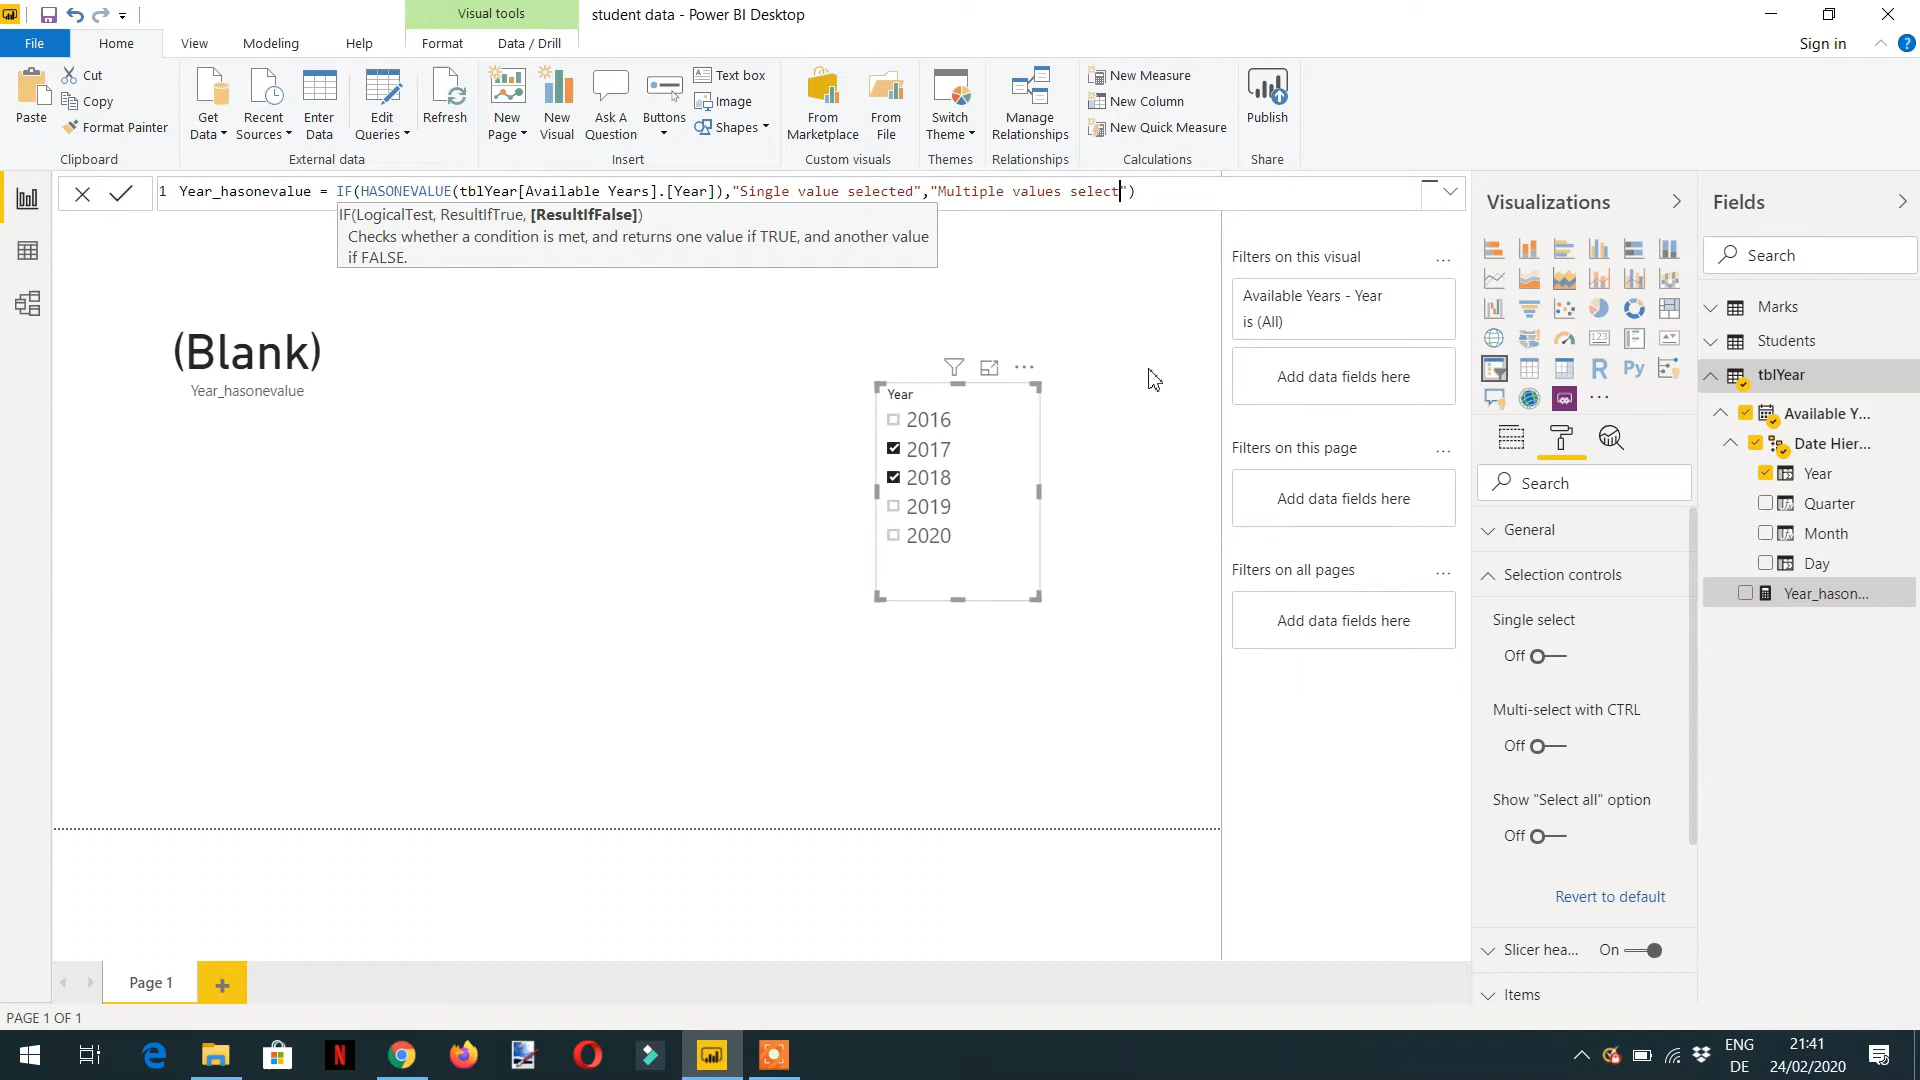 Visual tools
student data - Power BI Desktop
File
Home
View
Modeling
Help
Format
Data / Drill
Sign in
Paste
Cut
Copy
Format Painter
Clipboard
Get Data
Recent Sources
Enter Data
Edit Queries
Refresh
External data
New Page
New Visual
Ask A Question
Buttons
Text box
Image
Shapes
Insert
From Marketplace
From File
Custom visuals
Switch Theme
Themes
Manage Relationships
Relationships
New Measure
New Column
New Quick Measure
Calculations
Publish
Share
1 Year_hasonevalue = IF(HASONEVALUE(tblYear[Available Years].[Year]),"Single value selected","Multiple values select")
IF(LogicalTest, ResultIfTrue, [ResultIfFalse])
Checks whether a condition is met, and returns one value if TRUE, and another value
if FALSE.
(Blank)
Year_hasonevalue
Year
2016
2017
2018
2019
2020
Filters on this visual
...
Available Years - Year
is (All)
Add data fields here
Filters on this page
...
Add data fields here
Filters on all pages
...
Add data fields here
Visualizations
R
Py
123
...
Search
General
Selection controls
Single select
Off
Multi-select with CTRL
Off
Show "Select all" option
Off
Revert to default
Slicer hea...
On
Items
Fields
Search
Marks
Students
tblYear
Available Y...
Date Hier...
Year
Quarter
Month
Day
Year_hason...
Page 1
PAGE 1 OF 1
ENG
DE
21:41
24/02/2020